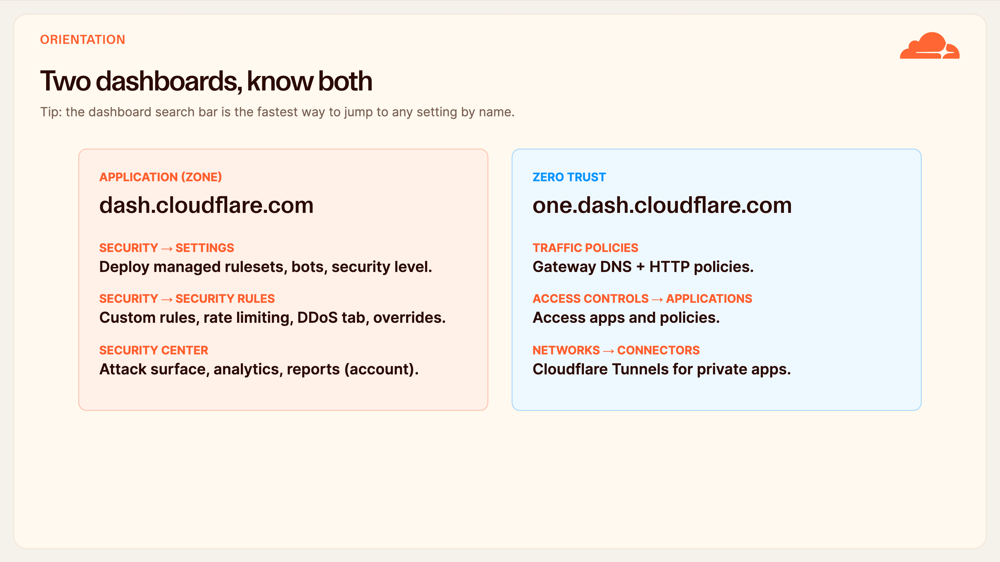 ORIENTATION
Two dashboards, know both
Tip: the dashboard search bar is the fastest way to jump to any setting by name.
APPLICATION (ZONE)
dash.cloudflare.com
SECURITY → SETTINGS
Deploy managed rulesets, bots, security level.
SECURITY → SECURITY RULES
Custom rules, rate limiting, DDoS tab, overrides.
SECURITY CENTER
Attack surface, analytics, reports (account).
ZERO TRUST
one.dash.cloudflare.com
TRAFFIC POLICIES
Gateway DNS + HTTP policies.
ACCESS CONTROLS → APPLICATIONS
Access apps and policies.
NETWORKS → CONNECTORS
Cloudflare Tunnels for private apps.